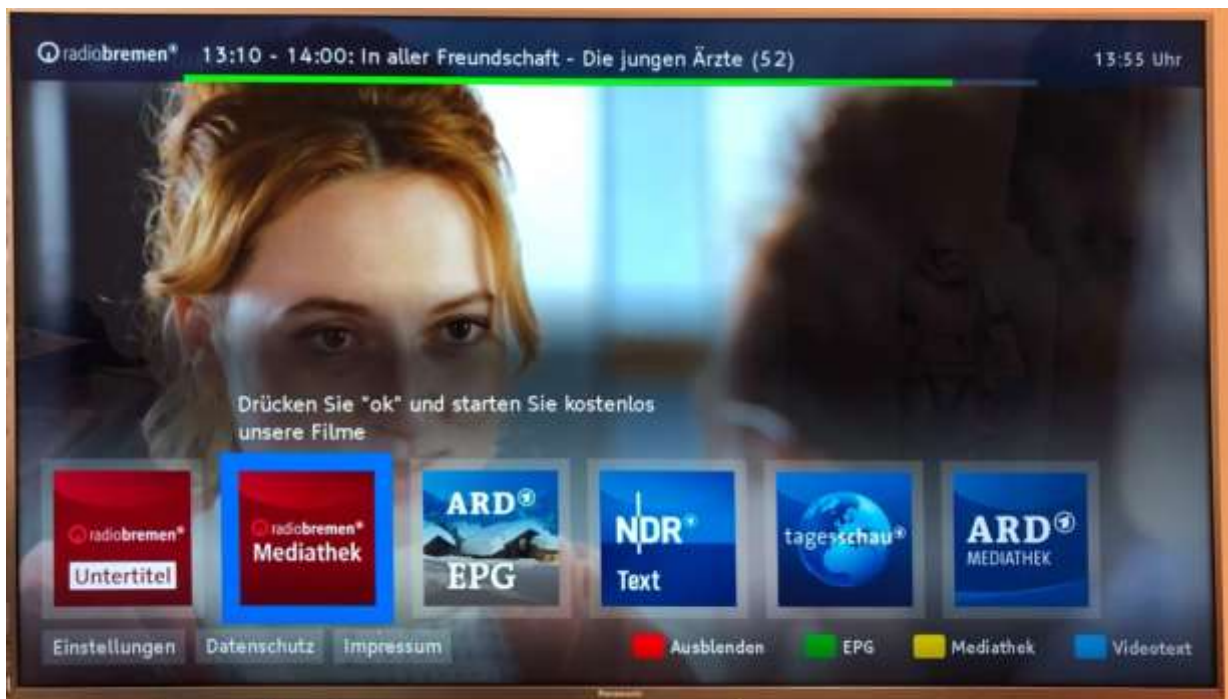 radiobremen
13:10 - 14:00: In aller Freundschaft - Die jungen Ärzte (52)
13:55 Uhr
Drücken Sie "ok" und starten Sie kostenlos
unsere Filme
radiobremen
Untertitel
radiobremen
Mediathek
ARD
EPG
NDR
Text
tagesschau
ARD
MEDIATHEK
Einstellungen
Datenschutz
Impressum
Ausblenden
EPG
Mediathek
Videotext
Panasonic